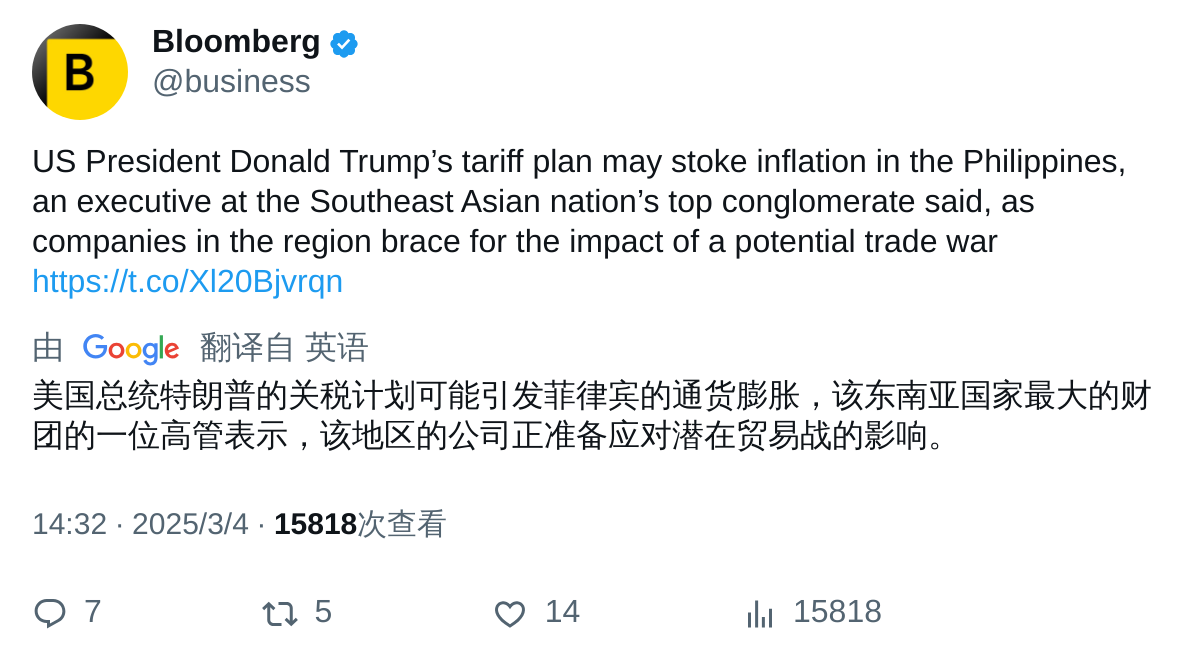 B
Bloomberg
@business
US President Donald Trump’s tariff plan may stoke inflation in the Philippines,
an executive at the Southeast Asian nation’s top conglomerate said, as
companies in the region brace for the impact of a potential trade war
https://t.co/Xl20Bjvrqn
由 Google 翻译自 英语
美国总统特朗普的关税计划可能引发菲律宾的通货膨胀，该东南亚国家最大的财
团的一位高管表示，该地区的公司正准备应对潜在贸易战的影响。
14:32 · 2025/3/4 · 15818次查看
7 5 14 15818